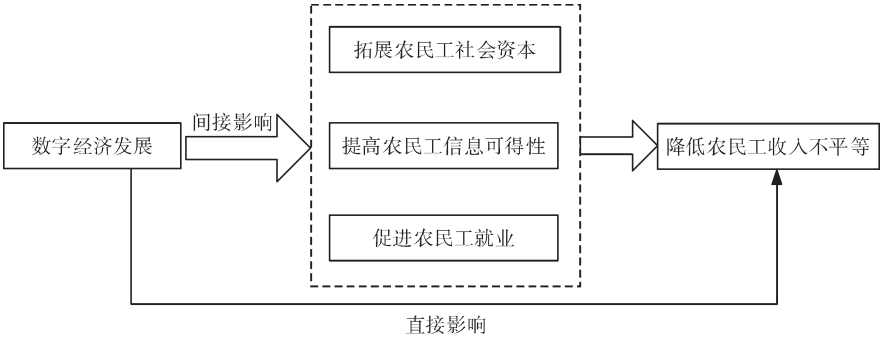 拓展农民工社会资本
间接影响
数字经济发展
提高农民工信息可得性
降低农民工收入不平等
促进农民工就业
直接影响